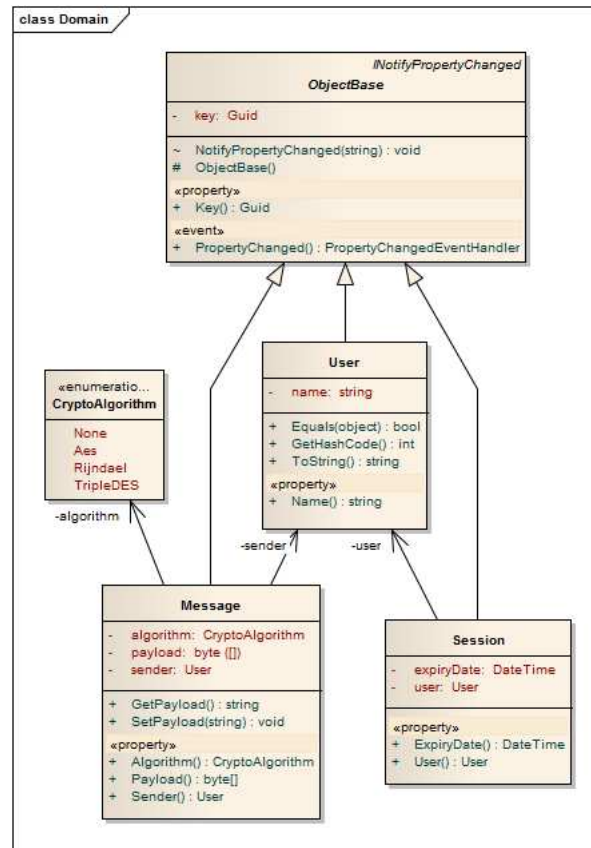 class Domain
INotifyPropertyChanged
ObjectBase
- key: Guid
~ NotifyPropertyChanged(string) : void
# ObjectBase()
«property»
+ Key() : Guid
«event»
+ PropertyChanged() : PropertyChangedEventHandler
«enumeratio...
CryptoAlgorithm
None
Aes
Rijndael
TripleDES
User
- name: string
+ Equals(object) : bool
+ GetHashCode() : int
+ ToString() : string
«property»
+ Name() : string
-algorithm
-sender
-user
Message
- algorithm: CryptoAlgorithm
- payload: byte ([])
- sender: User
+ GetPayload() : string
+ SetPayload(string) : void
«property»
+ Algorithm() : CryptoAlgorithm
+ Payload() : byte[]
+ Sender() : User
Session
- expiryDate: DateTime
- user: User
«property»
+ ExpiryDate() : DateTime
+ User() : User